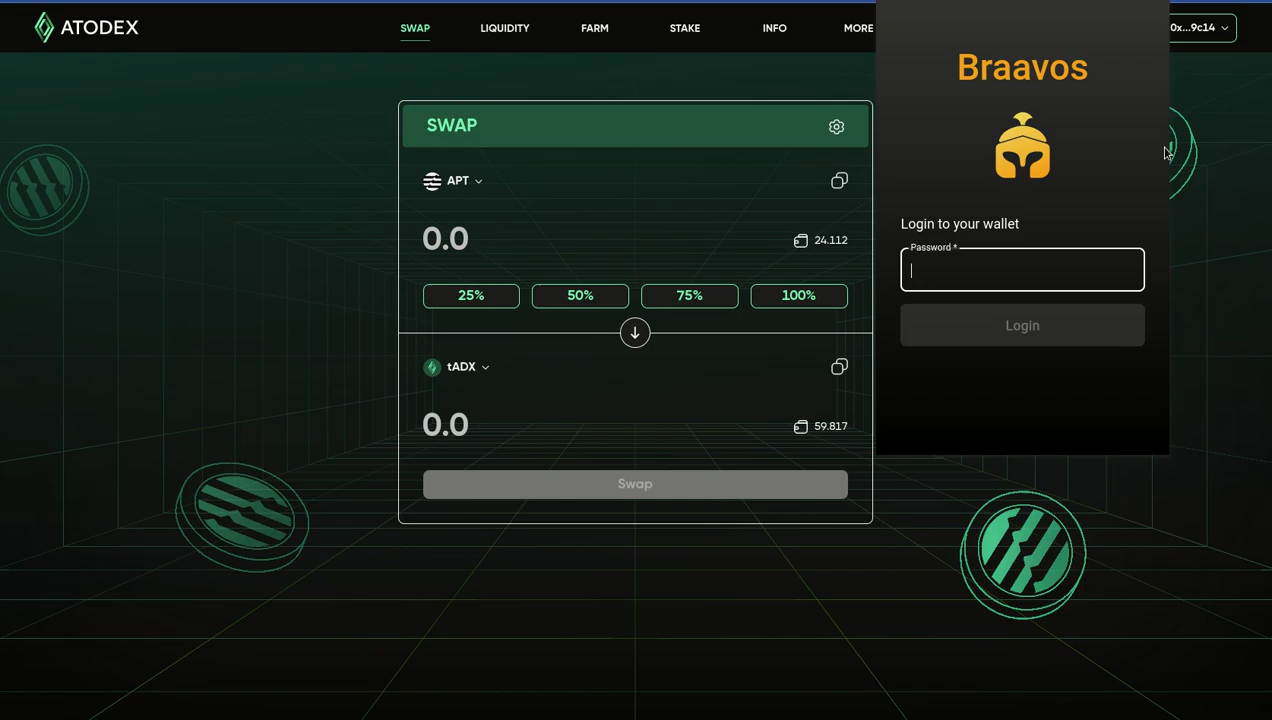 ATODEX
SWAP LIQUIDITY FARM STAKE INFO MORE
0x...9c14
Braavos
SWAP
APT
0.0
24.112
25% 50% 75% 100%
tADX
0.0
59.817
Swap
Login to your wallet
Password *
Login